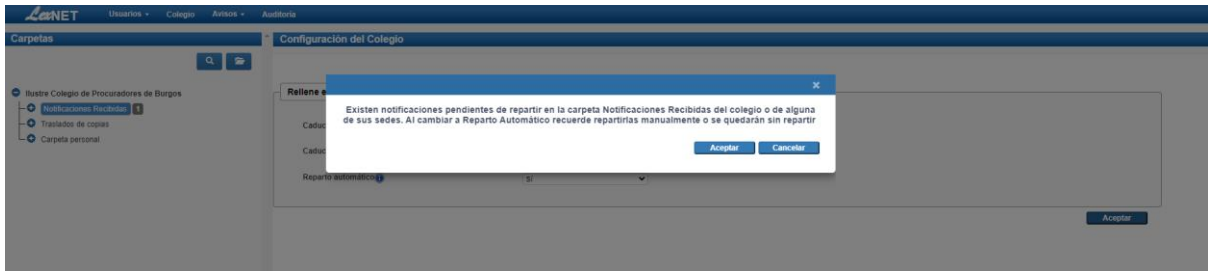 LexNET Usuarios Colegio Avisos Auditoría
Carpetas
Configuración del Colegio
Ilustre Colegio de Procuradores de Burgos
Notificaciones Recibidas 1
Traslados de copias
Carpeta personal
Rellene e
×
Existen notificaciones pendientes de repartir en la carpeta Notificaciones Recibidas del colegio o de alguna
de sus sedes. Al cambiar a Reparto Automático recuerde repartirlas manualmente o se quedarán sin repartir
Caduc
Caduc
Aceptar Cancelar
Reparto automático Sí
Aceptar